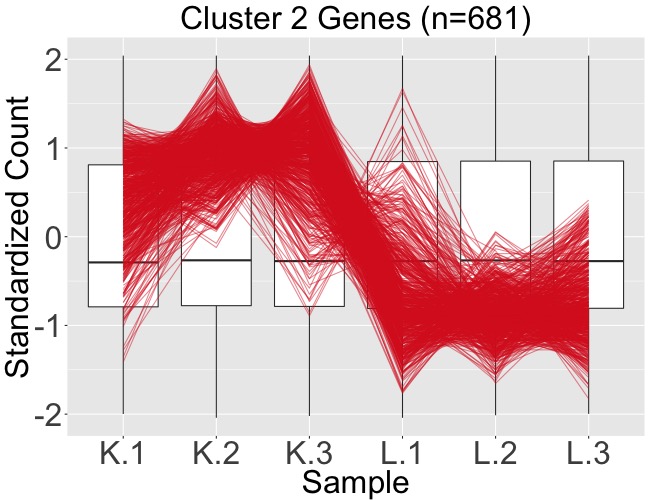 Cluster 2 Genes (n=681)
Standardized Count
2
1
0
-1
-2
K.1 K.2 K.3 L.1 L.2 L.3
Sample